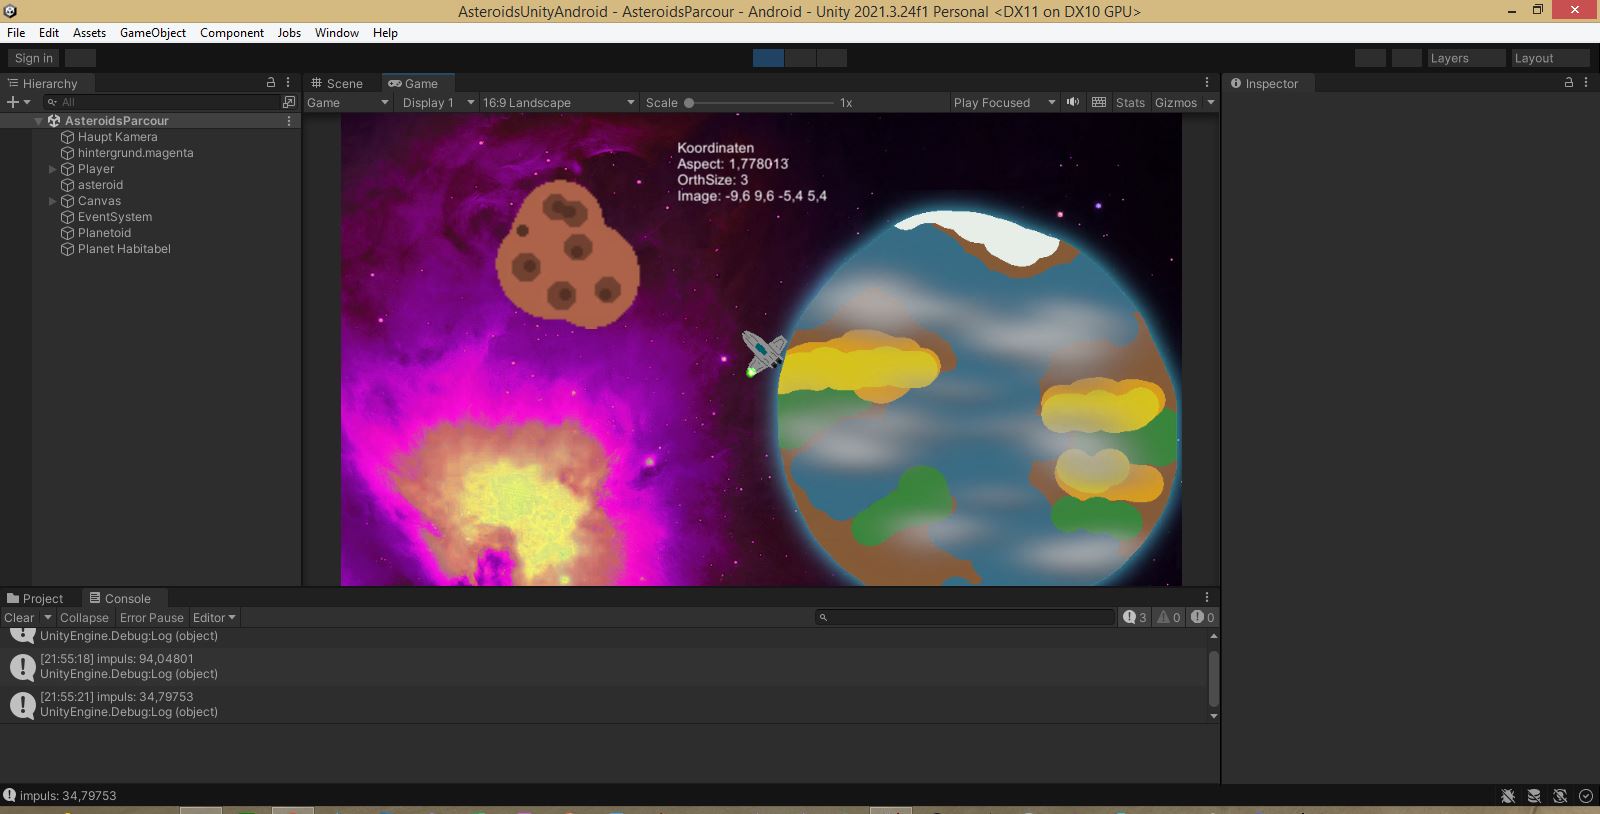 AsteroidsUnityAndroid - AsteroidsParcour - Android - Unity 2021.3.24f1 Personal <DX11 on DX10 GPU>
File Edit Assets GameObject Component Jobs Window Help
Sign in Layers Layout
Hierarchy Scene Game Inspector
All Game Display 1 16:9 Landscape Scale 1x Play Focused Stats Gizmos
AsteroidsParcour
Haupt Kamera
hintergrund.magenta
Player
asteroid
Canvas
EventSystem
Planetoid
Planet Habitabel
Koordinaten
Aspect: 1,778013
OrthSize: 3
Image: -9,6 9,6 -5,4 5,4
Project Console
Clear Collapse Error Pause Editor 3 0 0
UnityEngine.Debug:Log (object)
[21:55:18] impuls: 94,04801
UnityEngine.Debug:Log (object)
[21:55:21] impuls: 34,79753
UnityEngine.Debug:Log (object)
impuls: 34,79753